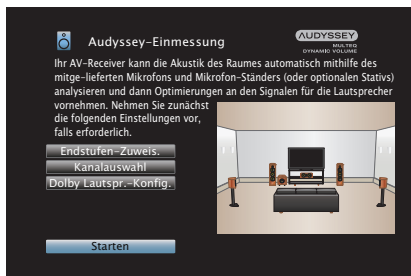 Audyssey-Einmessung
AUDYSSEY
MULTEQ
DYNAMIC VOLUME
Ihr AV-Receiver kann die Akustik des Raumes automatisch mithilfe des
mitge-lieferten Mikrofons und Mikrofon-Ständers (oder optionalen Stativs)
analysieren und dann Optimierungen an den Signalen für die Lautsprecher
vornehmen. Nehmen Sie zunächst
die folgenden Einstellungen vor,
falls erforderlich.
Endstufen-Zuweis.
Kanalauswahl
Dolby Lautspr.-Konfig.
Starten